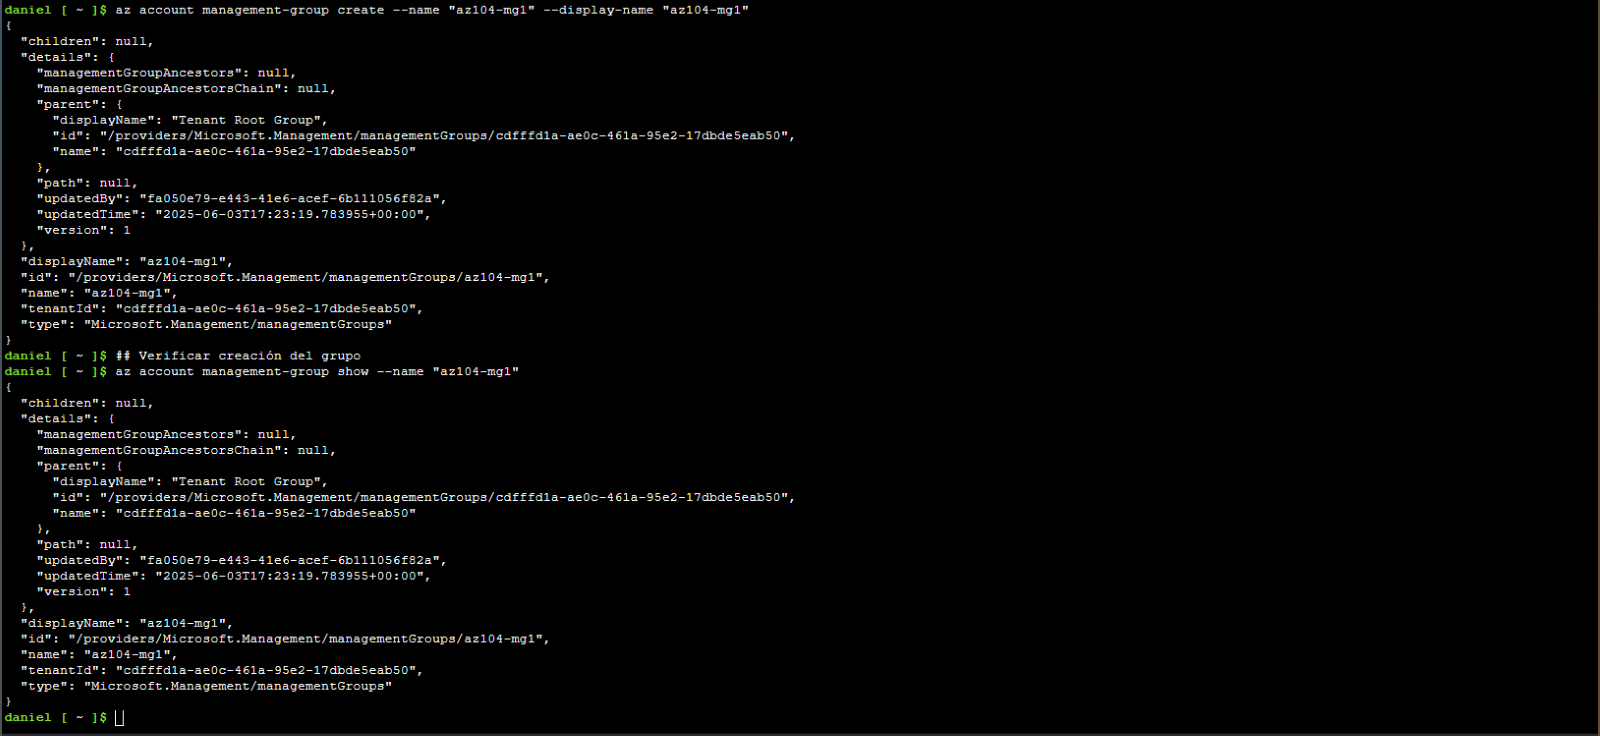 daniel [ ~ ]$ az account management-group create --name "az104-mg1" --display-name "az104-mg1"
{
  "children": null,
  "details": {
    "managementGroupAncestors": null,
    "managementGroupAncestorsChain": null,
    "parent": {
      "displayName": "Tenant Root Group",
      "id": "/providers/Microsoft.Management/managementGroups/cdfffd1a-ae0c-461a-95e2-17dbde5eab50",
      "name": "cdfffd1a-ae0c-461a-95e2-17dbde5eab50"
    },
    "path": null,
    "updatedBy": "fa050e79-e443-41e6-acef-6b111056f82a",
    "updatedTime": "2025-06-03T17:23:19.783955+00:00",
    "version": 1
  },
  "displayName": "az104-mg1",
  "id": "/providers/Microsoft.Management/managementGroups/az104-mg1",
  "name": "az104-mg1",
  "tenantId": "cdfffd1a-ae0c-461a-95e2-17dbde5eab50",
  "type": "Microsoft.Management/managementGroups"
}
daniel [ ~ ]$ ## Verificar creación del grupo
daniel [ ~ ]$ az account management-group show --name "az104-mg1"
{
  "children": null,
  "details": {
    "managementGroupAncestors": null,
    "managementGroupAncestorsChain": null,
    "parent": {
      "displayName": "Tenant Root Group",
      "id": "/providers/Microsoft.Management/managementGroups/cdfffd1a-ae0c-461a-95e2-17dbde5eab50",
      "name": "cdfffd1a-ae0c-461a-95e2-17dbde5eab50"
    },
    "path": null,
    "updatedBy": "fa050e79-e443-41e6-acef-6b111056f82a",
    "updatedTime": "2025-06-03T17:23:19.783955+00:00",
    "version": 1
  },
  "displayName": "az104-mg1",
  "id": "/providers/Microsoft.Management/managementGroups/az104-mg1",
  "name": "az104-mg1",
  "tenantId": "cdfffd1a-ae0c-461a-95e2-17dbde5eab50",
  "type": "Microsoft.Management/managementGroups"
}
daniel [ ~ ]$